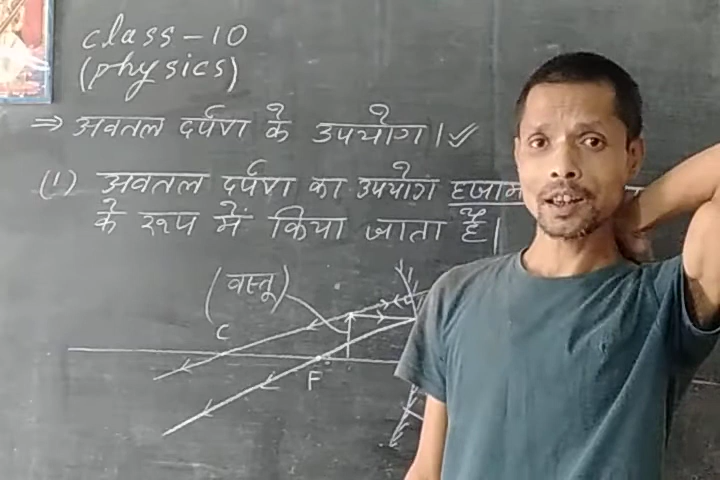 class-10
(physics)
⇒ अवतल दर्पण के उपयोग।
(1) अवतल दर्पण का उपयोग हजाम
के रूप में किया जाता है।
(वस्तु)
C
F